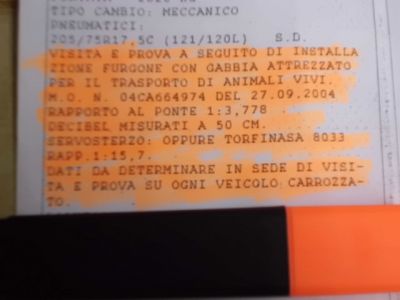 TIPO CAMBIO: MECCANICO
PNEUMATICI:
205/75R17,5C (121/120L) S.D.
VISITA E PROVA A SEGUITO DI INSTALLA
ZIONE FURGONE CON GABBIA ATTREZZATO
PER IL TRASPORTO DI ANIMALI VIVI.
M.O. N. 04CA664974 DEL 27.09.2004
RAPPORTO AL PONTE 1:3,778
DECIBEL MISURATI A 50 CM.
SERVOSTERZO: OPPURE TORFINASA 8033
RAPP.1:15,7.
DATI DA DETERMINARE IN SEDE DI VISI-
TA E PROVA SU OGNI VEICOLO CARROZZA-
TO.